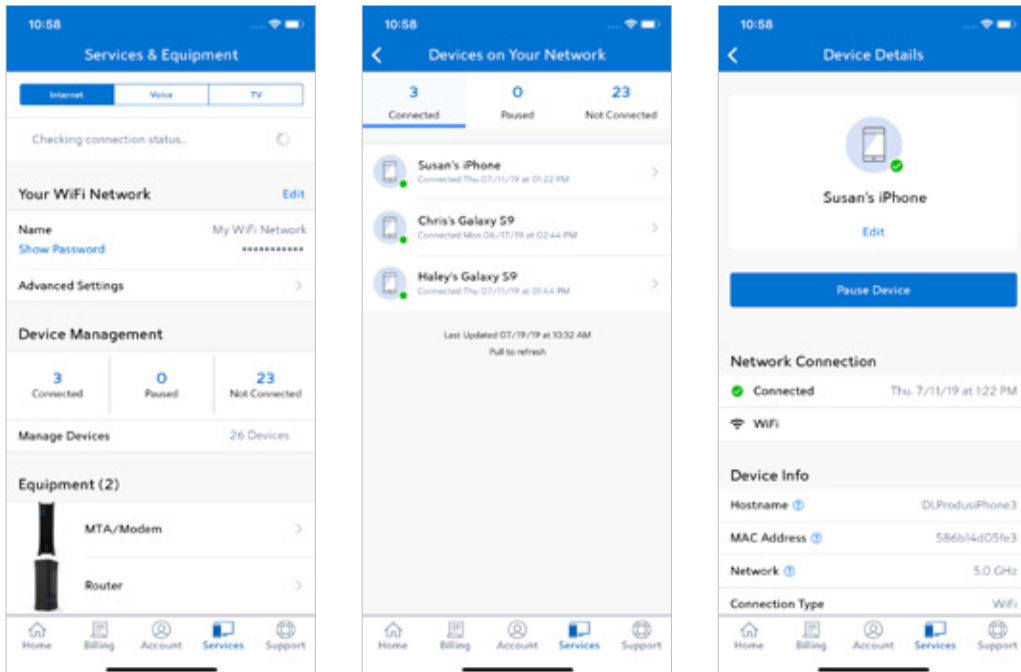 10:58
Services & Equipment
Internet Voice TV
Checking connection status..
Your WiFi Network Edit
Name My WiFi Network
Show Password •••••••••••
Advanced Settings
Device Management
3 0 23
Connected Paused Not Connected
Manage Devices 26 Devices
Equipment (2)
MTA/Modem
Router
Home Billing Account Services Support
10:58
Devices on Your Network
3 0 23
Connected Paused Not Connected
Susan's iPhone
Connected Thu 07/11/19 at 01:22 PM
Chris's Galaxy S9
Connected Mon 06/17/19 at 02:44 PM
Haley's Galaxy S9
Connected Thu 07/11/19 at 01:44 PM
Last Updated 07/19/19 at 10:32 AM
Pull to refresh
Home Billing Account Services Support
10:58
Device Details
Susan's iPhone
Edit
Pause Device
Network Connection
Connected Thu. 7/11/19 at 1:22 PM
WiFi
Device Info
Hostname DLProdusiPhone3
MAC Address 586b14d05fe3
Network 5.0 GHz
Connection Type WiFi
Home Billing Account Services Support